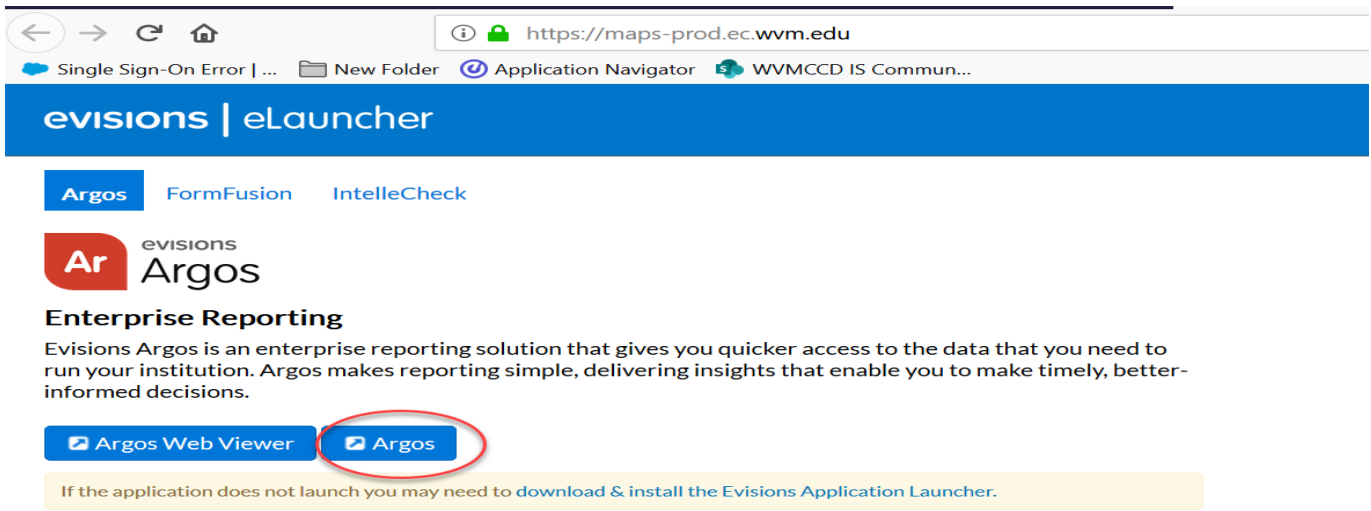 https://maps-prod.ec.wvm.edu
Single Sign-On Error | ... New Folder Application Navigator WVMCCD IS Commun...
evisions | eLauncher
Argos FormFusion IntelleCheck
Ar evisions
Argos
Enterprise Reporting
Evisions Argos is an enterprise reporting solution that gives you quicker access to the data that you need to
run your institution. Argos makes reporting simple, delivering insights that enable you to make timely, better-
informed decisions.
Argos Web Viewer Argos
If the application does not launch you may need to download & install the Evisions Application Launcher.